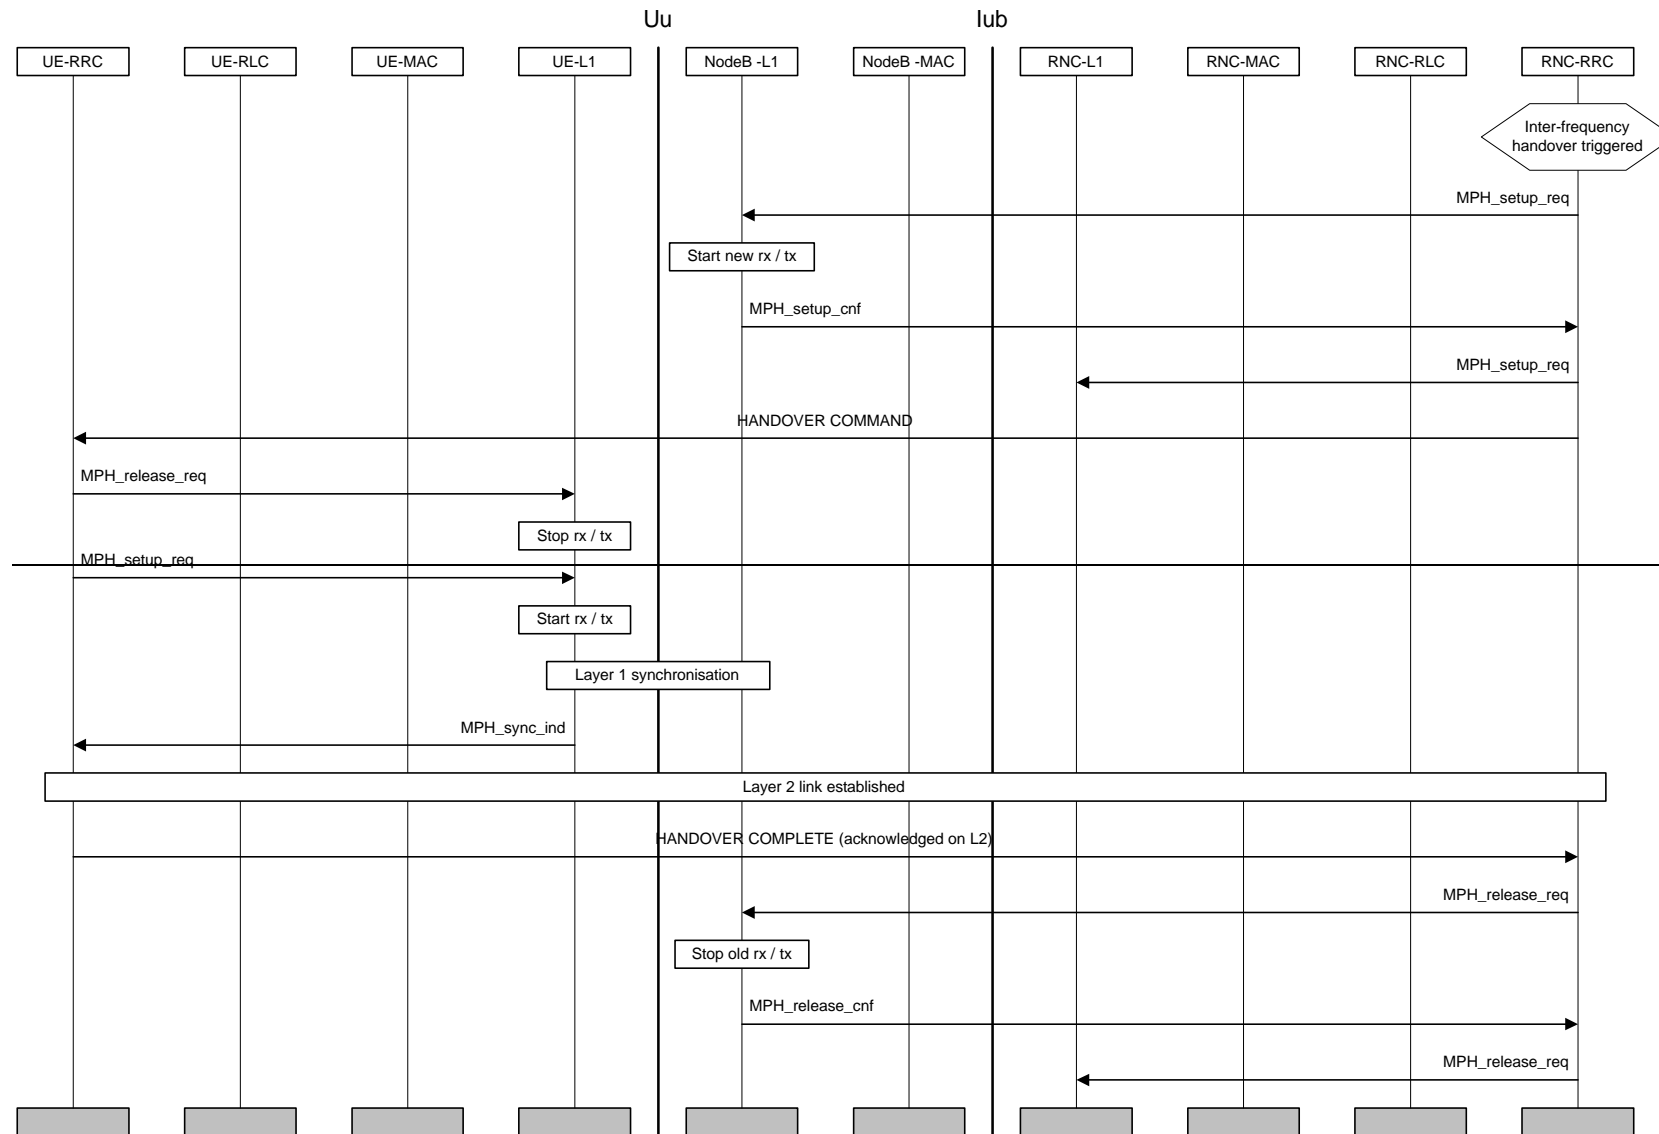 Uu
Iub
UE-RRC
UE-RLC
UE-MAC
UE-L1
NodeB -L1
NodeB -MAC
RNC-L1
RNC-MAC
RNC-RLC
RNC-RRC
Inter-frequency
handover triggered
MPH_setup_req
Start new rx / tx
MPH_setup_cnf
MPH_setup_req
HANDOVER COMMAND
MPH_release_req
Stop rx / tx
MPH_setup_req
Start rx / tx
Layer 1 synchronisation
MPH_sync_ind
Layer 2 link established
HANDOVER COMPLETE (acknowledged on L2)
MPH_release_req
Stop old rx / tx
MPH_release_cnf
MPH_release_req